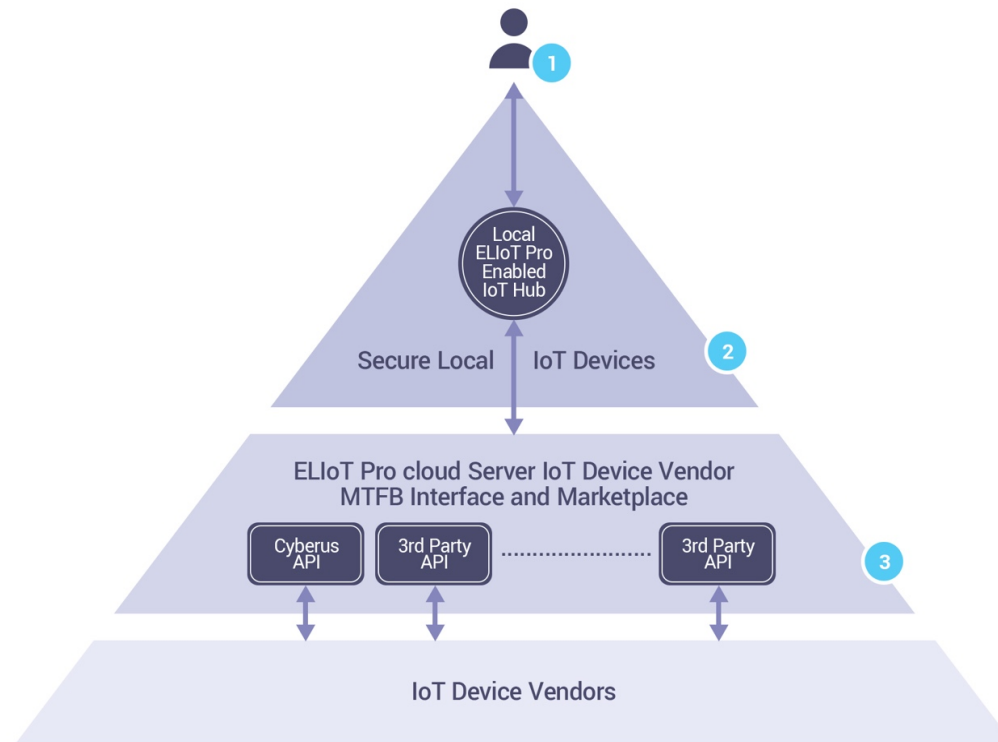 1
Local
ELIoT Pro
Enabled
IoT Hub
2
Secure Local IoT Devices
ELIoT Pro cloud Server IoT Device Vendor
MTFB Interface and Marketplace
Cyberus
API
3rd Party
API
3rd Party
API
3
IoT Device Vendors